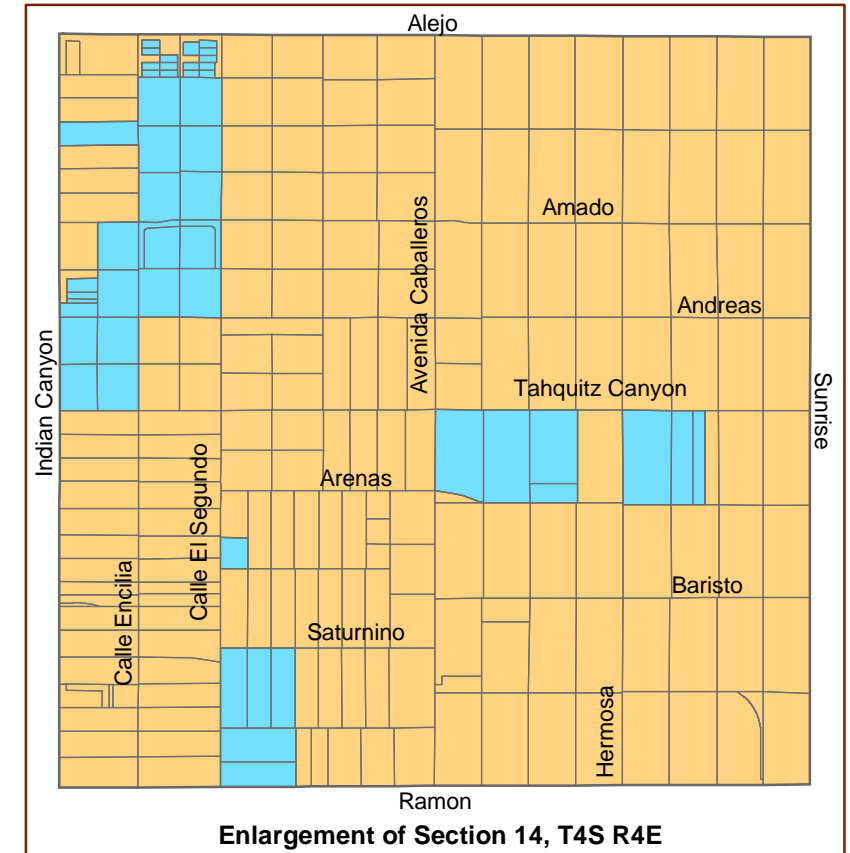 Alejo
Amado
Avenida Caballeros
Andreas
Indian Canyon
Tahquitz Canyon
Sunrise
Calle El Segundo
Arenas
Calle Encilia
Baristo
Saturnino
Hermosa
Ramon
Enlargement of Section 14, T4S R4E